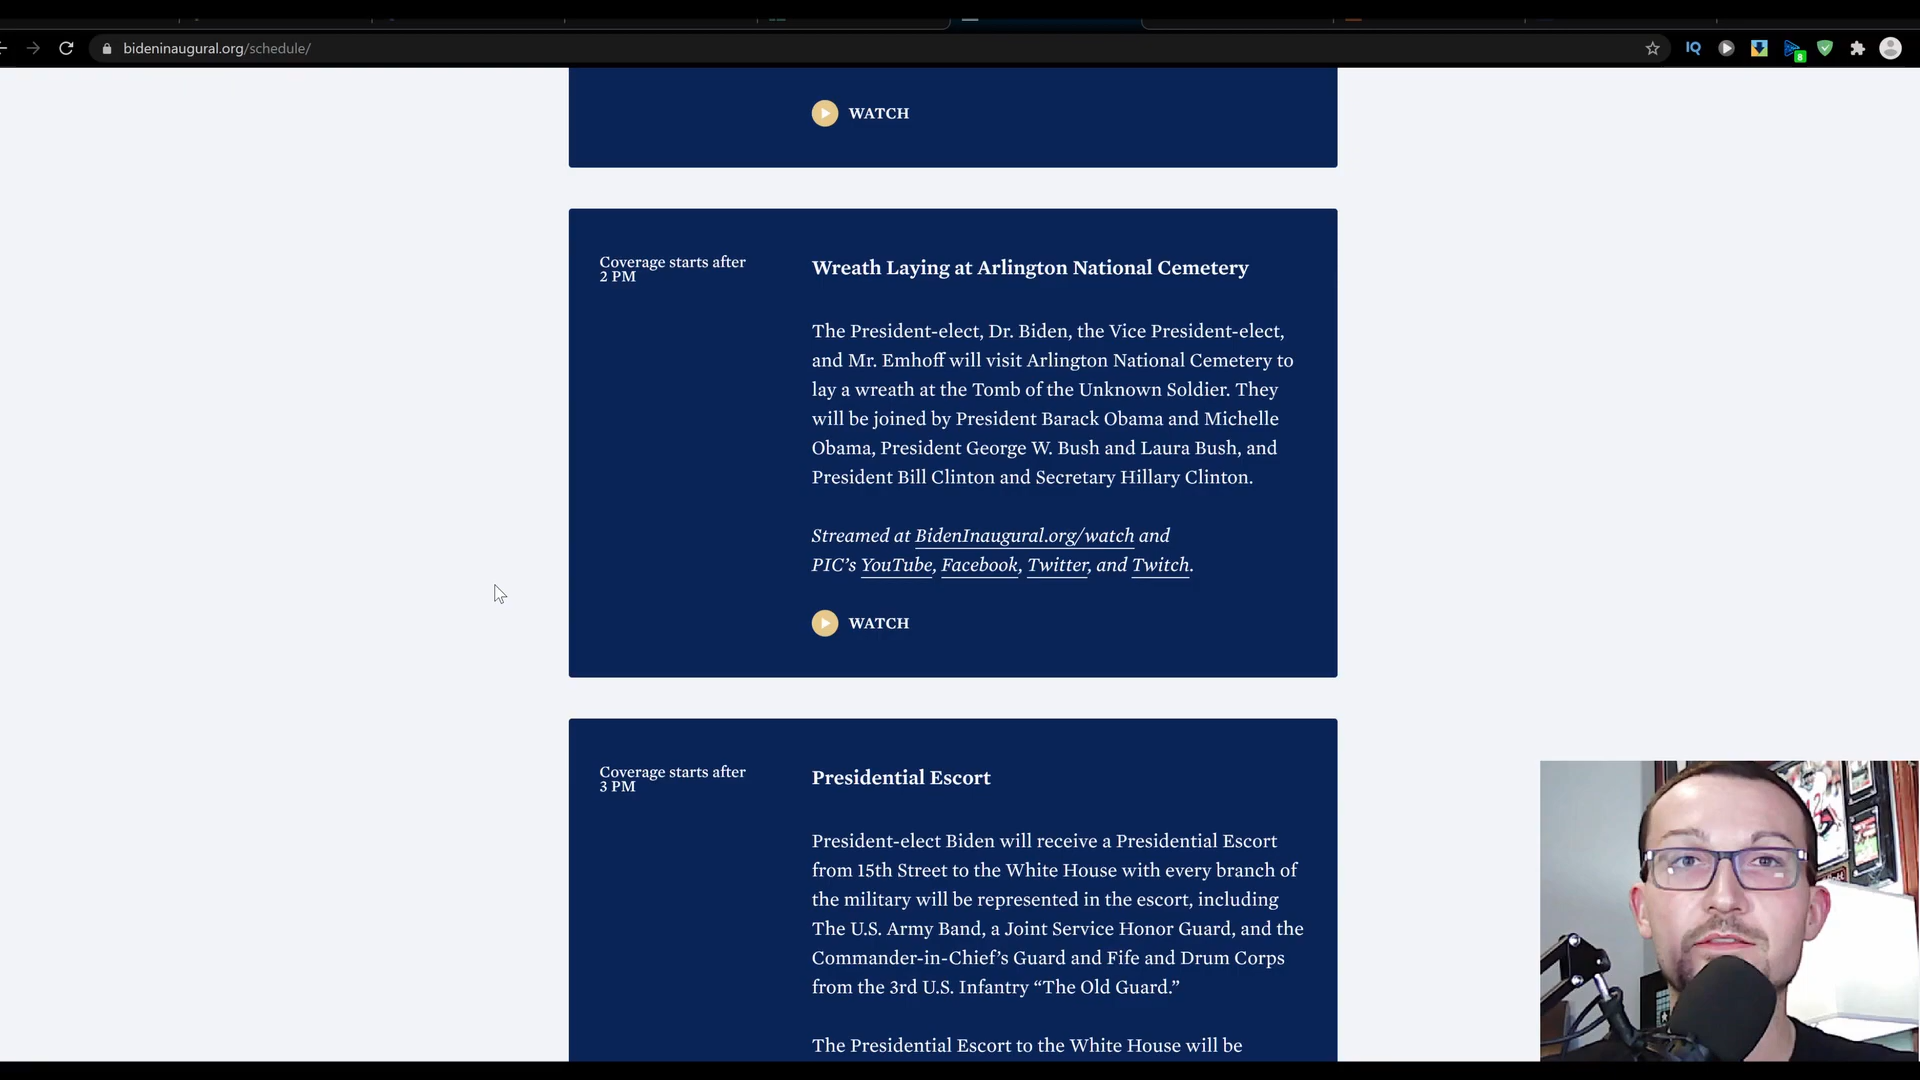 bideninaugural.org/schedule/
IQ
8
WATCH
Coverage starts after
2 PM
Wreath Laying at Arlington National Cemetery
The President-elect, Dr. Biden, the Vice President-elect,
and Mr. Emhoff will visit Arlington National Cemetery to
lay a wreath at the Tomb of the Unknown Soldier. They
will be joined by President Barack Obama and Michelle
Obama, President George W. Bush and Laura Bush, and
President Bill Clinton and Secretary Hillary Clinton.
Streamed at BidenInaugural.org/watch and
PIC’s YouTube, Facebook, Twitter, and Twitch.
WATCH
Coverage starts after
3 PM
Presidential Escort
President-elect Biden will receive a Presidential Escort
from 15th Street to the White House with every branch of
the military will be represented in the escort, including
The U.S. Army Band, a Joint Service Honor Guard, and the
Commander-in-Chief’s Guard and Fife and Drum Corps
from the 3rd U.S. Infantry “The Old Guard.”
The Presidential Escort to the White House will be